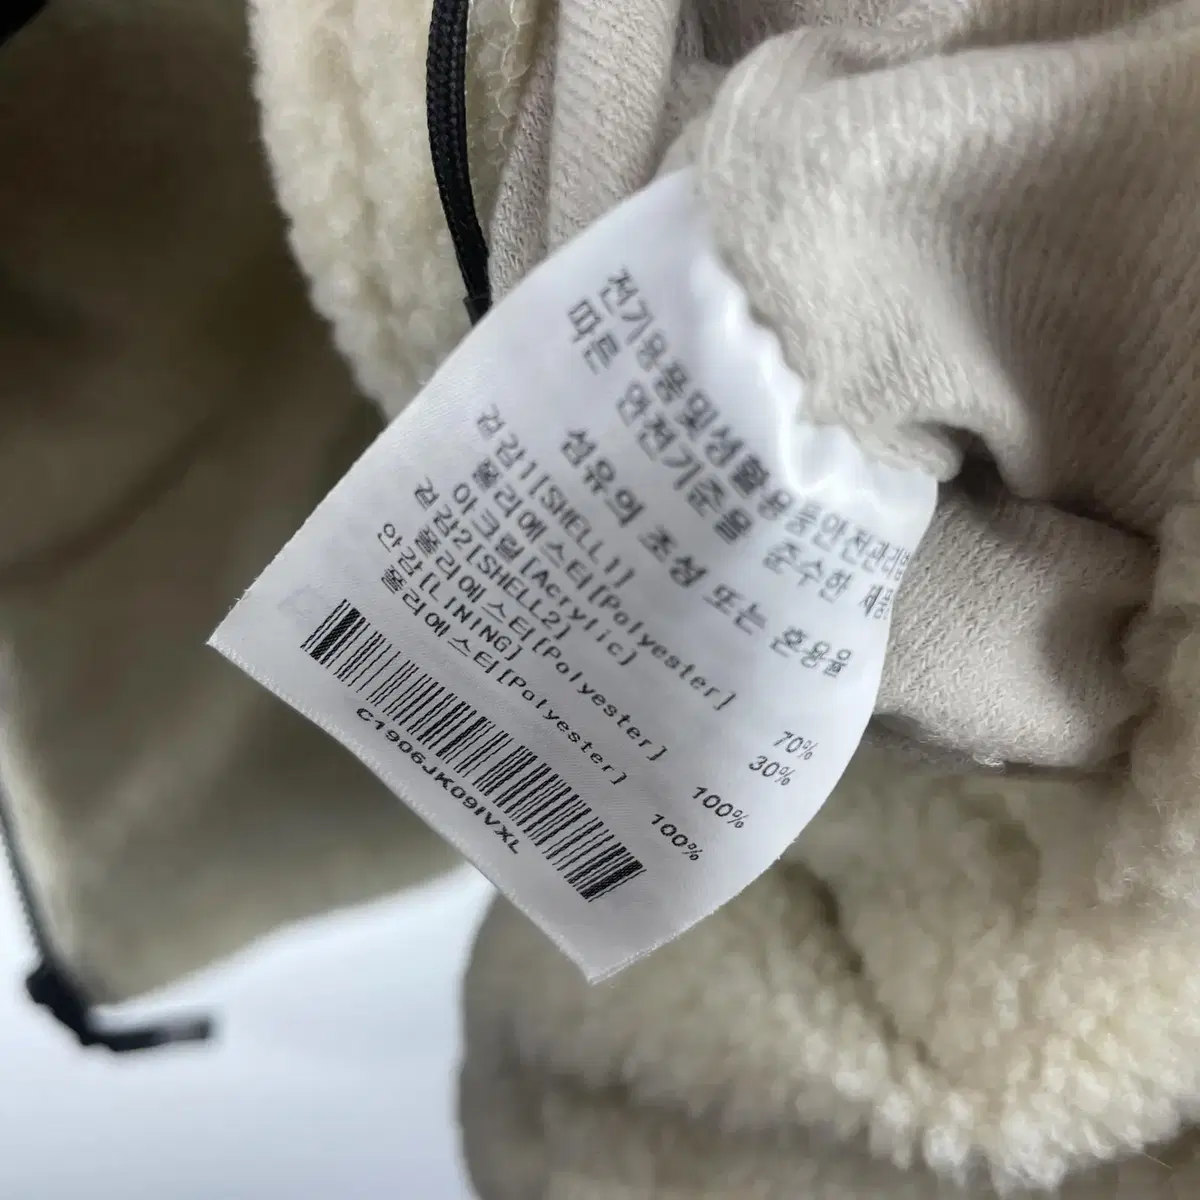 전기용품및생활용품안전관리법
따른 안전기준을 준수한 제품
섬유의 조성 또는 혼용율
겉감1[SHELL1]
폴리에스터[Polyester] 70%
아크릴[Acrylic] 30%
겉감2[SHELL2]
폴리에스터[Polyester] 100%
안감[LINING]
폴리에스터[Polyester] 100%
C1906JK09IVXL